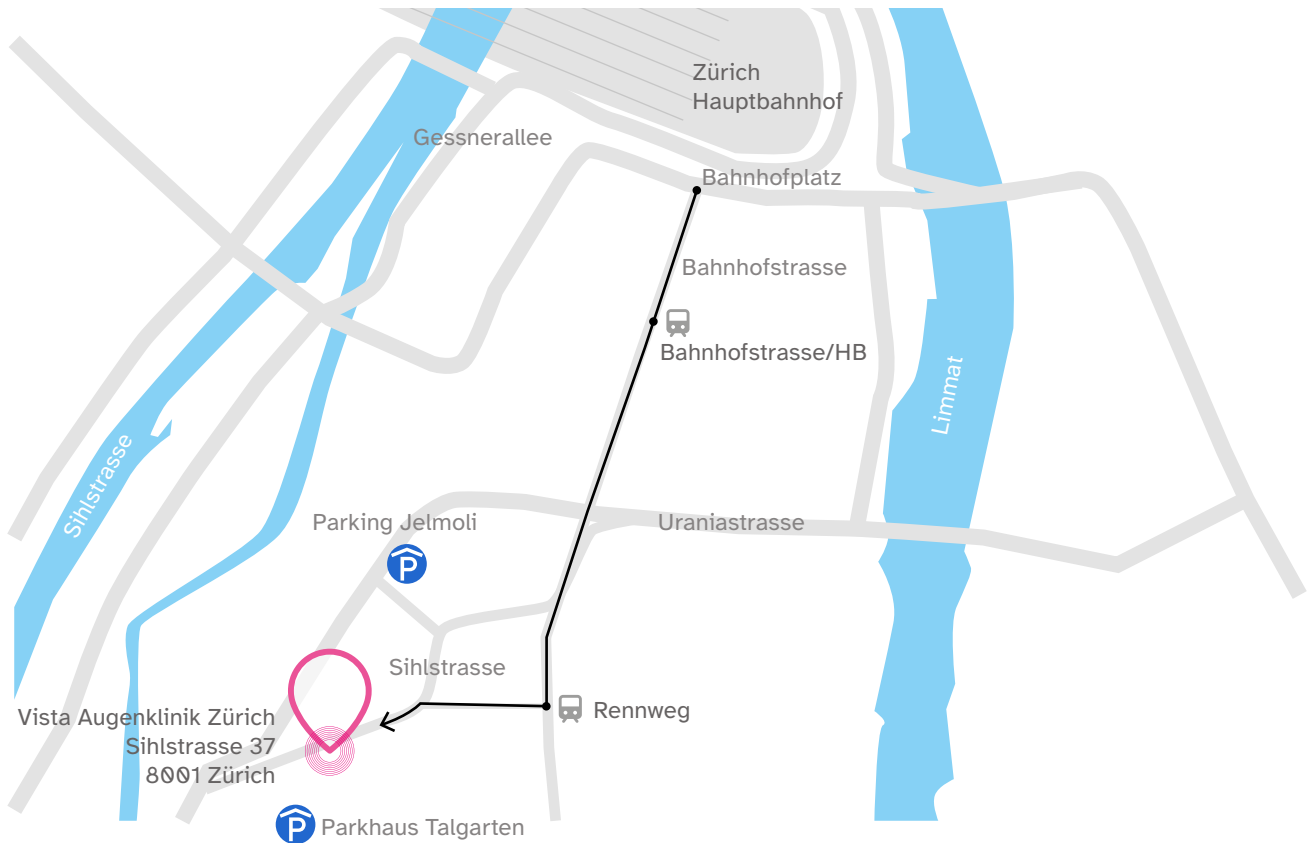 Zürich
Hauptbahnhof
Gessnerallee
Bahnhofplatz
Bahnhofstrasse
Bahnhofstrasse/HB
Limmat
Sihlstrasse
Parking Jelmoli
P
Uraniastrasse
Sihlstrasse
Rennweg
Vista Augenklinik Zürich
Sihlstrasse 37
8001 Zürich
P
Parkhaus Talgarten